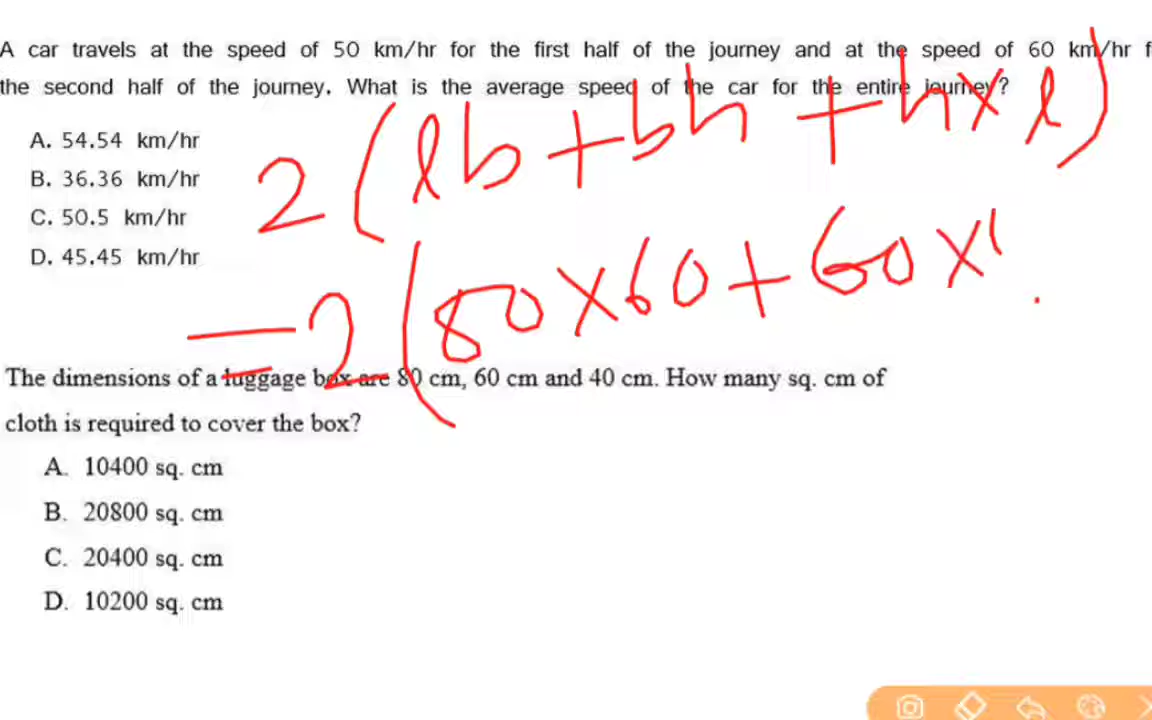 A car travels at the speed of 50 km/hr for the first half of the journey and at the speed of 60 km/hr f
the second half of the journey. What is the average speed of the car for the entire journey?
A. 54.54 km/hr
B. 36.36 km/hr
C. 50.5 km/hr
D. 45.45 km/hr
2(lb+bh+hxl)
=2(80×60+60×
The dimensions of a luggage box are 80 cm, 60 cm and 40 cm. How many sq. cm of
cloth is required to cover the box?
A. 10400 sq. cm
B. 20800 sq. cm
C. 20400 sq. cm
D. 10200 sq. cm